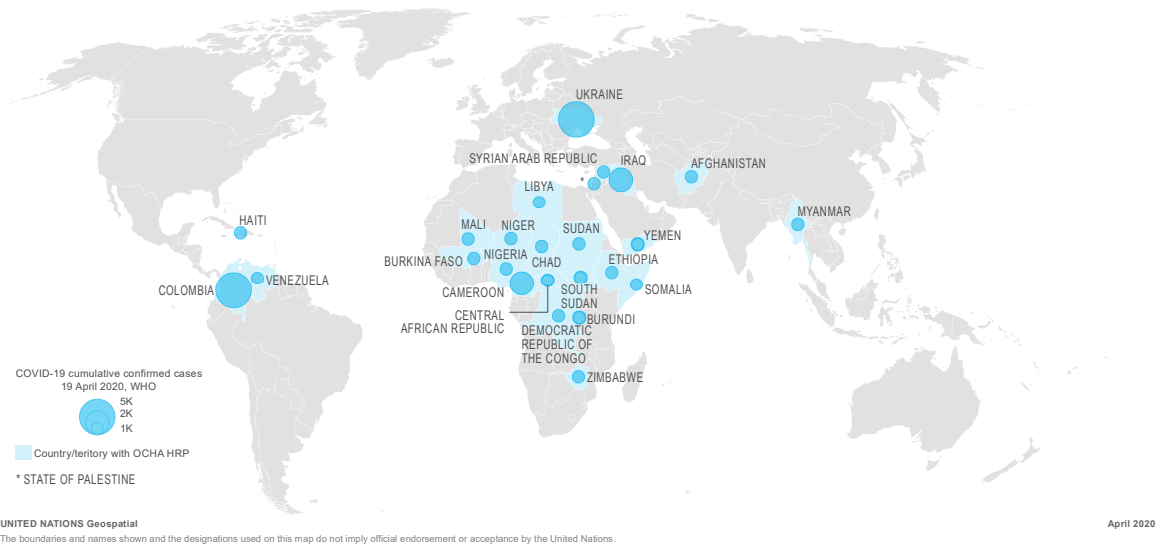 UKRAINE
SYRIAN ARAB REPUBLIC
IRAQ
*
AFGHANISTAN
LIBYA
MYANMAR
HAITI
MALI
NIGER
SUDAN
YEMEN
BURKINA FASO
NIGERIA
CHAD
ETHIOPIA
VENEZUELA
COLOMBIA
CAMEROON
SOUTH
SUDAN
SOMALIA
CENTRAL
AFRICAN REPUBLIC
BURUNDI
DEMOCRATIC
REPUBLIC OF
THE CONGO
ZIMBABWE
COVID-19 cumulative confirmed cases
19 April 2020, WHO
5K
2K
1K
Country/teritory with OCHA HRP
* STATE OF PALESTINE
UNITED NATIONS Geospatial
April 2020
The boundaries and names shown and the designations used on this map do not imply official endorsement or acceptance by the United Nations.